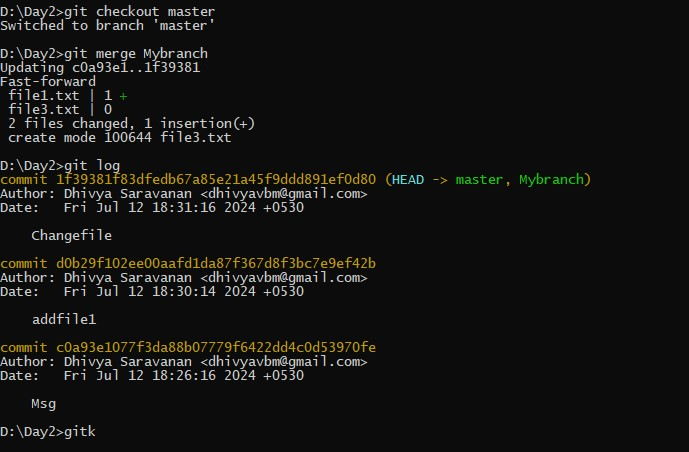 D:\Day2>git checkout master
Switched to branch 'master'
D:\Day2>git merge Mybranch
Updating c0a93e1..1f39381
Fast-forward
 file1.txt | 1 +
 file3.txt | 0
 2 files changed, 1 insertion(+)
 create mode 100644 file3.txt
D:\Day2>git log
commit 1f39381f83dfedb67a85e21a45f9ddd891ef0d80 (HEAD -> master, Mybranch)
Author: Dhivya Saravanan <dhivyavbm@gmail.com>
Date:   Fri Jul 12 18:31:16 2024 +0530
    Changefile
commit d0b29f102ee00aafd1da87f367d8f3bc7e9ef42b
Author: Dhivya Saravanan <dhivyavbm@gmail.com>
Date:   Fri Jul 12 18:30:14 2024 +0530
    addfile1
commit c0a93e1077f3da88b07779f6422dd4c0d53970fe
Author: Dhivya Saravanan <dhivyavbm@gmail.com>
Date:   Fri Jul 12 18:26:16 2024 +0530
    Msg
D:\Day2>gitk